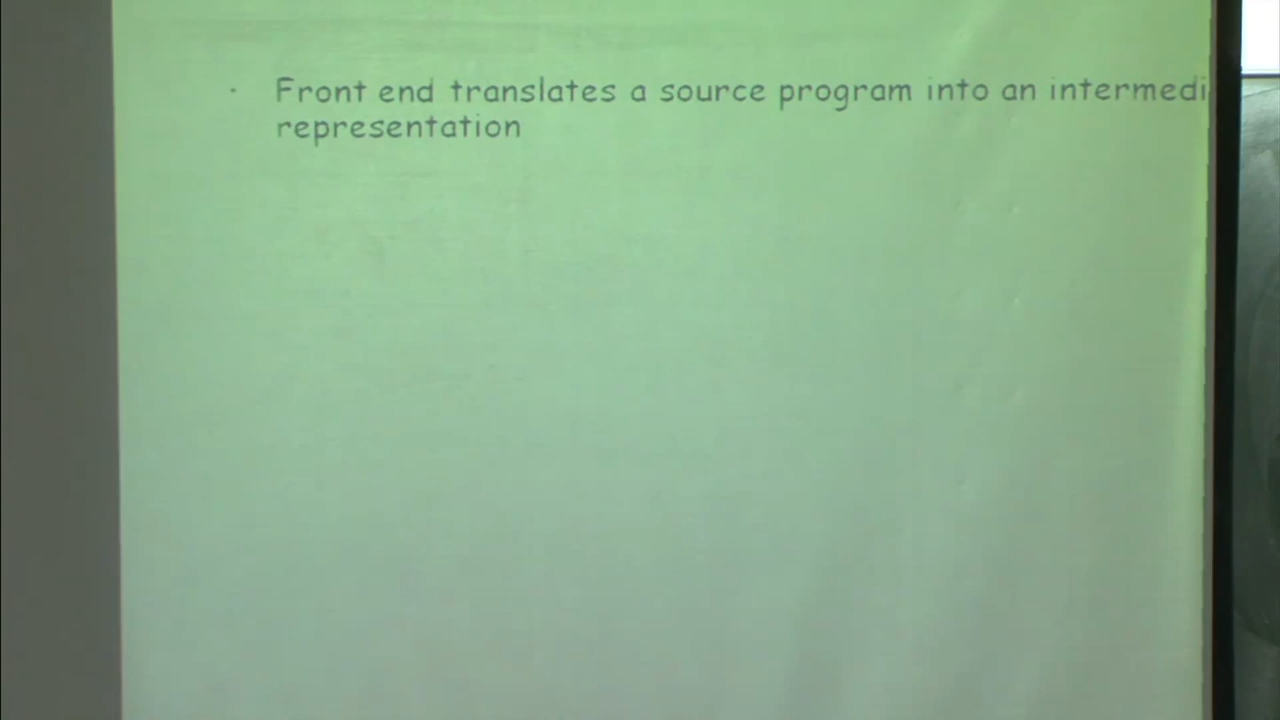 · Front end translates a source program into an intermedi
representation